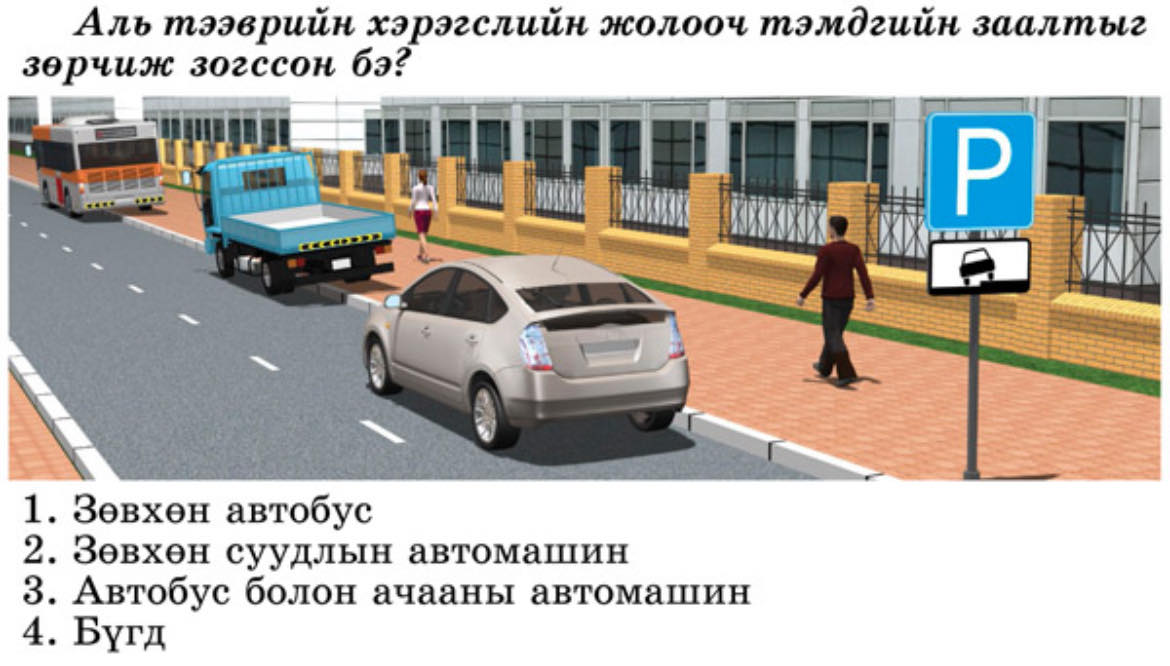 Аль тээврийн хэрэгслийн жолооч тэмдгийн заалтыг
зөрчиж зогссон бэ?
P
1. Зөвхөн автобус
2. Зөвхөн суудлын автомашин
3. Автобус болон ачааны автомашин
4. Бүгд